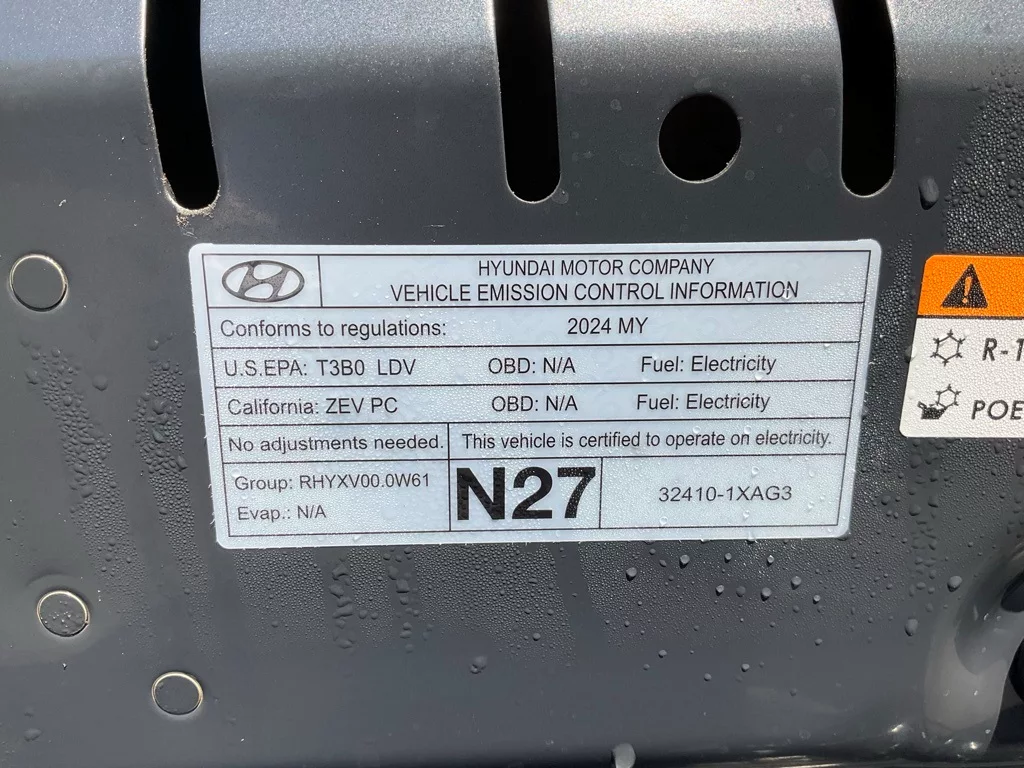 HYUNDAI MOTOR COMPANY
VEHICLE EMISSION CONTROL INFORMATION
Conforms to regulations: 2024 MY
U.S.EPA: T3B0 LDV OBD: N/A Fuel: Electricity
California: ZEV PC OBD: N/A Fuel: Electricity
No adjustments needed. This vehicle is certified to operate on electricity.
Group: RHYXV00.0W61
Evap.: N/A
N27
32410-1XAG3
R-1
POE